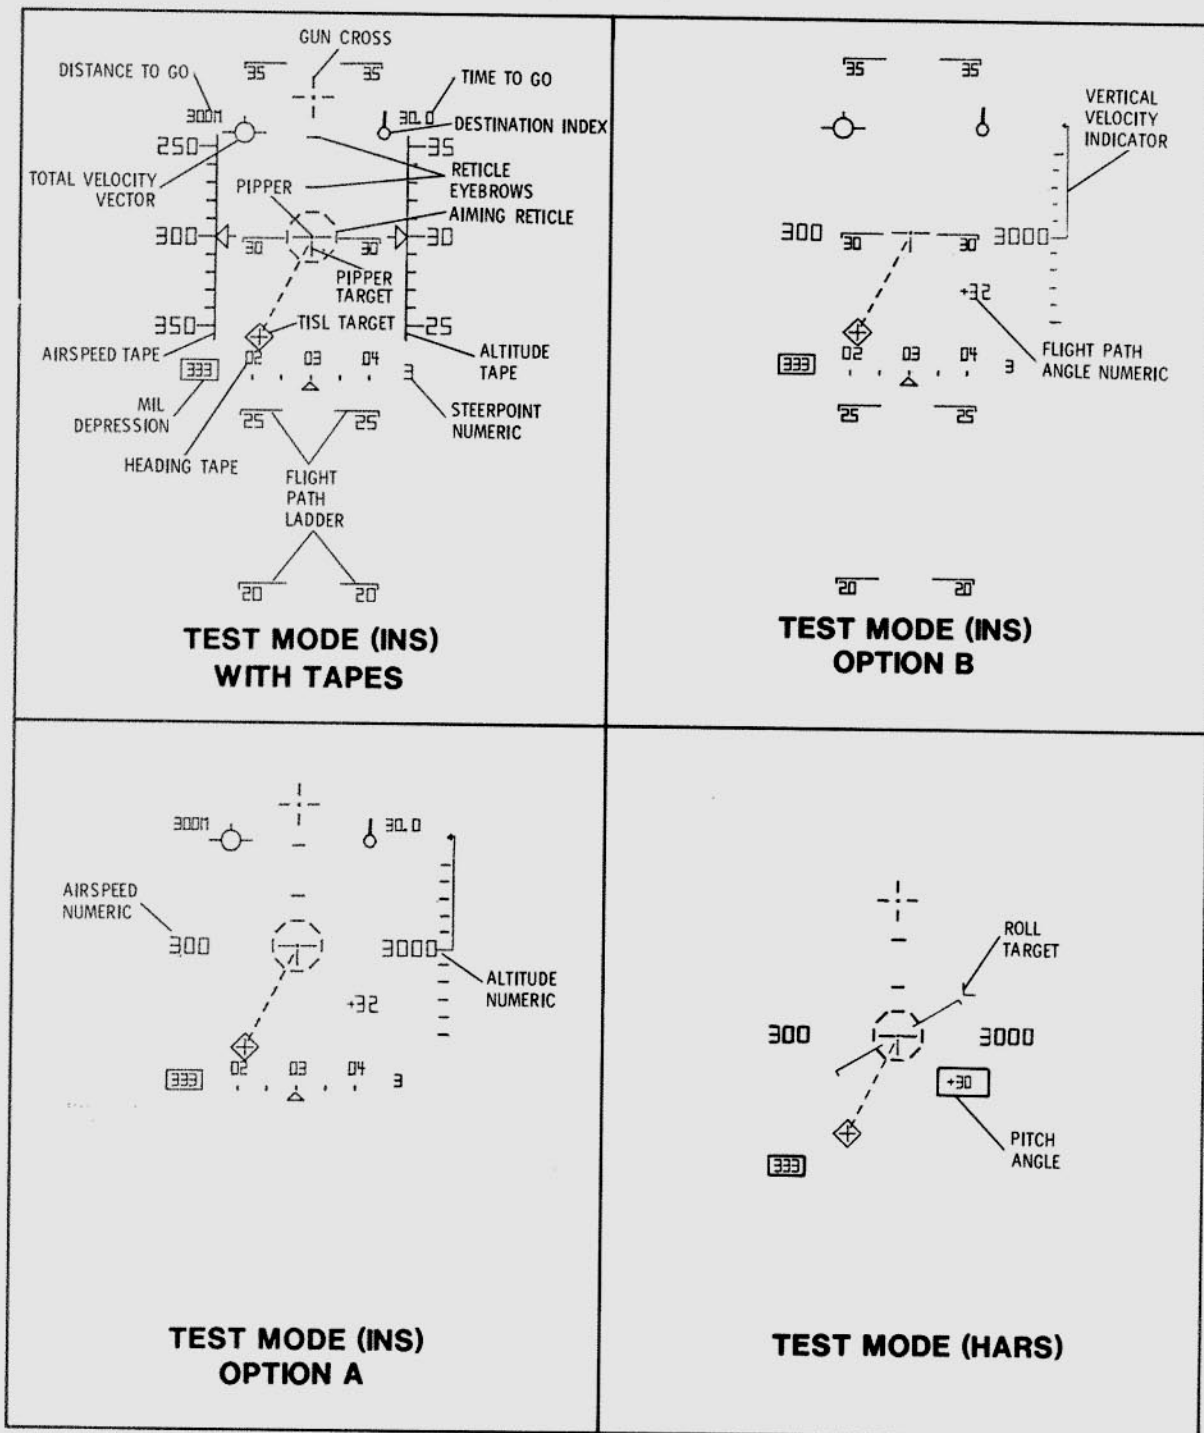 GUN CROSS
35 35
DISTANCE TO GO
TIME TO GO
300M
30.0
DESTINATION INDEX
250
35
TOTAL VELOCITY
VECTOR
PIPPER
RETICLE
EYEBROWS
AIMING RETICLE
300
30 30
30
PIPPER
TARGET
350
TISL TARGET
25
AIRSPEED TAPE
ALTITUDE
TAPE
333
02 03 04
3
MIL
DEPRESSION
STEERPOINT
NUMERIC
25 25
HEADING TAPE
FLIGHT
PATH
LADDER
20 20
TEST MODE (INS)
WITH TAPES
35 35
VERTICAL
VELOCITY
INDICATOR
300
30 30
3000
+32
FLIGHT PATH
ANGLE NUMERIC
333
02 03 04
3
25 25
20 20
TEST MODE (INS)
OPTION B
300M
30.0
AIRSPEED
NUMERIC
300
3000
ALTITUDE
NUMERIC
+32
333
02 03 04
3
TEST MODE (INS)
OPTION A
ROLL
TARGET
300
3000
+30
PITCH
ANGLE
333
TEST MODE (HARS)